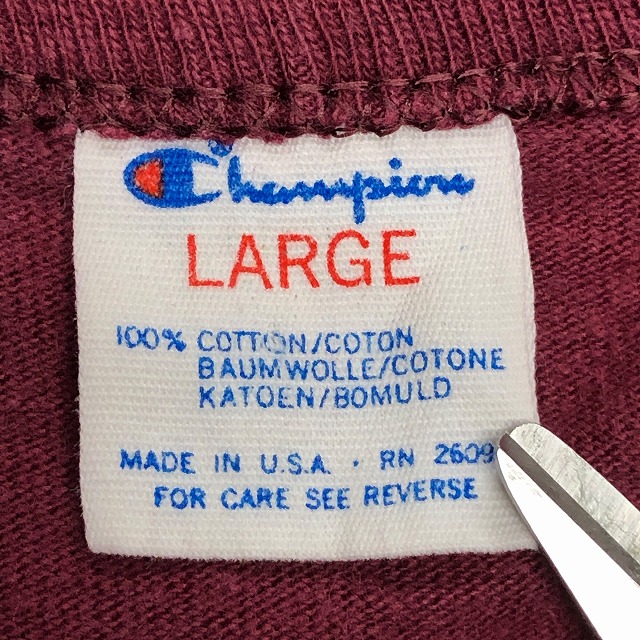 Champion
LARGE
100% COTTON/COTON
BAUMWOLLE/COTONE
KATOEN/BOMULD
MADE IN U.S.A. · RN 2609
FOR CARE SEE REVERSE